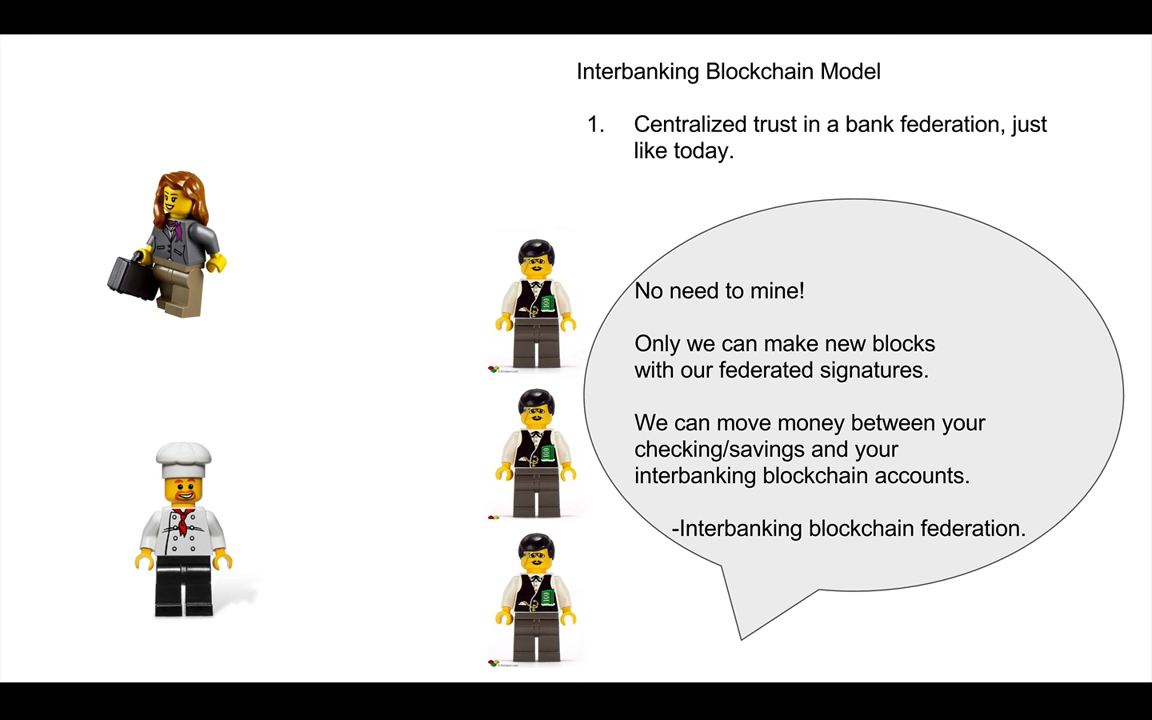 Interbanking Blockchain Model
1. Centralized trust in a bank federation, just
like today.
No need to mine!
Only we can make new blocks
with our federated signatures.
We can move money between your
checking/savings and your
interbanking blockchain accounts.
-Interbanking blockchain federation.